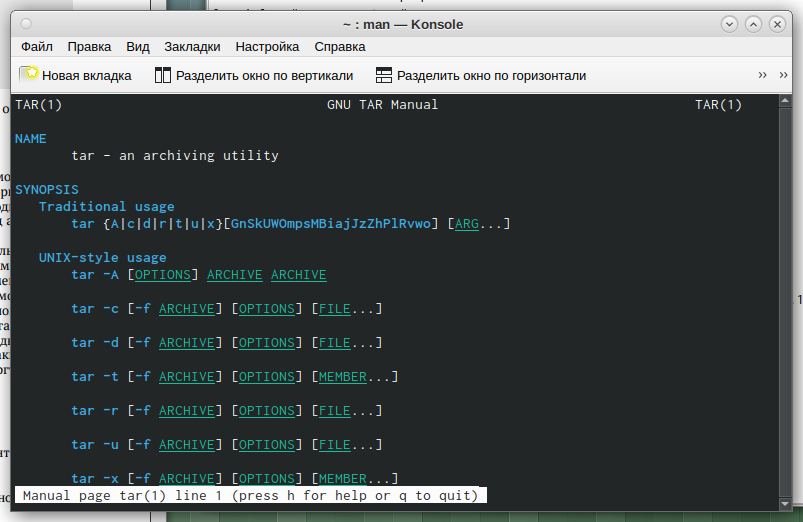 ~ : man — Konsole
Файл Правка Вид Закладки Настройка Справка
Новая вкладка Разделить окно по вертикали Разделить окно по горизонтали ›› ››
TAR(1) GNU TAR Manual TAR(1)
NAME
tar - an archiving utility
SYNOPSIS
Traditional usage
tar {A|c|d|r|t|u|x}[GnSkUWOmpsMBiajJzZhPlRvwo] [ARG...]
UNIX-style usage
tar -A [OPTIONS] ARCHIVE ARCHIVE
tar -c [-f ARCHIVE] [OPTIONS] [FILE...]
tar -d [-f ARCHIVE] [OPTIONS] [FILE...]
tar -t [-f ARCHIVE] [OPTIONS] [MEMBER...]
tar -r [-f ARCHIVE] [OPTIONS] [FILE...]
tar -u [-f ARCHIVE] [OPTIONS] [FILE...]
tar -x [-f ARCHIVE] [OPTIONS] [MEMBER...]
Manual page tar(1) line 1 (press h for help or q to quit)